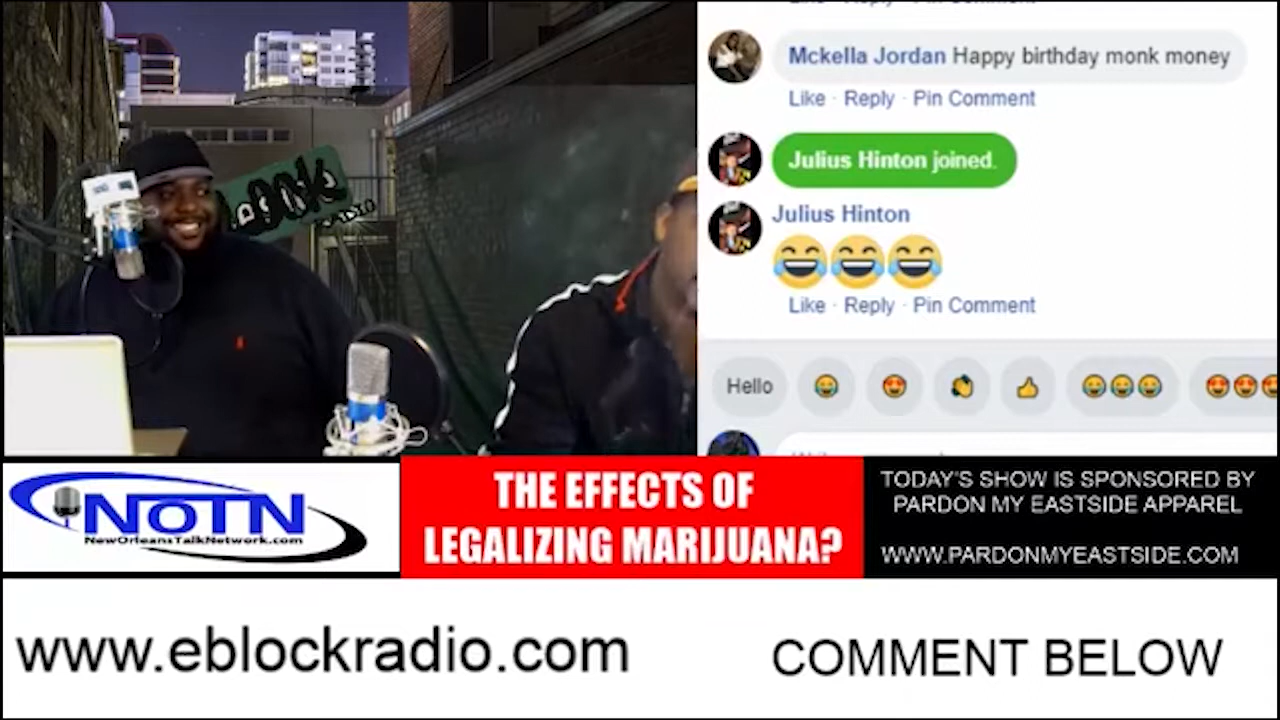 Mckella Jordan Happy birthday monk money
Like · Reply · Pin Comment
Julius Hinton joined.
Julius Hinton
Like · Reply · Pin Comment
Hello
NOTN
NewOrleansTalkNetwork.com
THE EFFECTS OF
LEGALIZING MARIJUANA?
TODAY'S SHOW IS SPONSORED BY
PARDON MY EASTSIDE APPAREL
WWW.PARDONMYEASTSIDE.COM
www.eblockradio.com
COMMENT BELOW